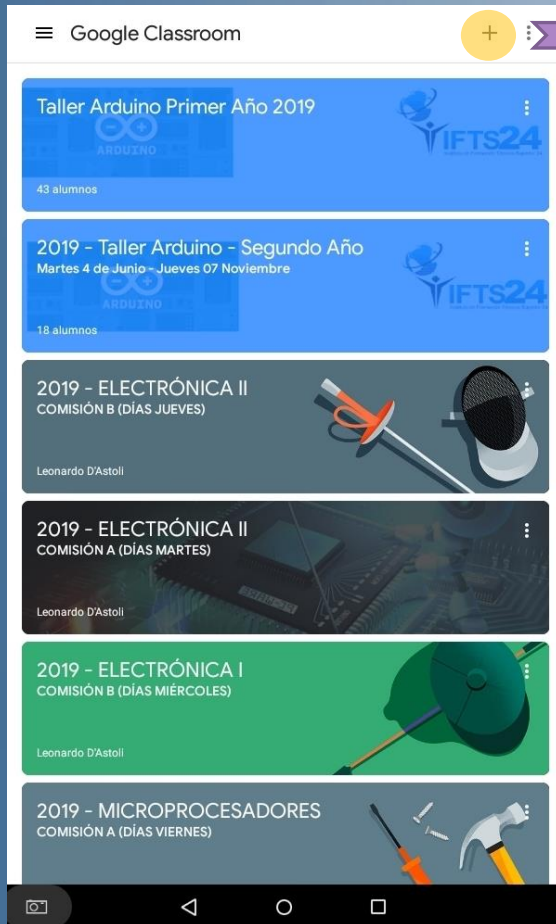 Google Classroom
Taller Arduino Primer Año 2019
ARDUINO
IFTS24
43 alumnos
2019 - Taller Arduino - Segundo Año
Martes 4 de Junio - Jueves 07 Noviembre
ARDUINO
IFTS24
18 alumnos
2019 - ELECTRÓNICA II
COMISIÓN B (DÍAS JUEVES)
Leonardo D'Astoli
2019 - ELECTRÓNICA II
COMISIÓN A (DÍAS MARTES)
Leonardo D'Astoli
2019 - ELECTRÓNICA I
COMISIÓN B (DÍAS MIÉRCOLES)
Leonardo D'Astoli
2019 - MICROPROCESADORES
COMISIÓN A (DÍAS VIERNES)